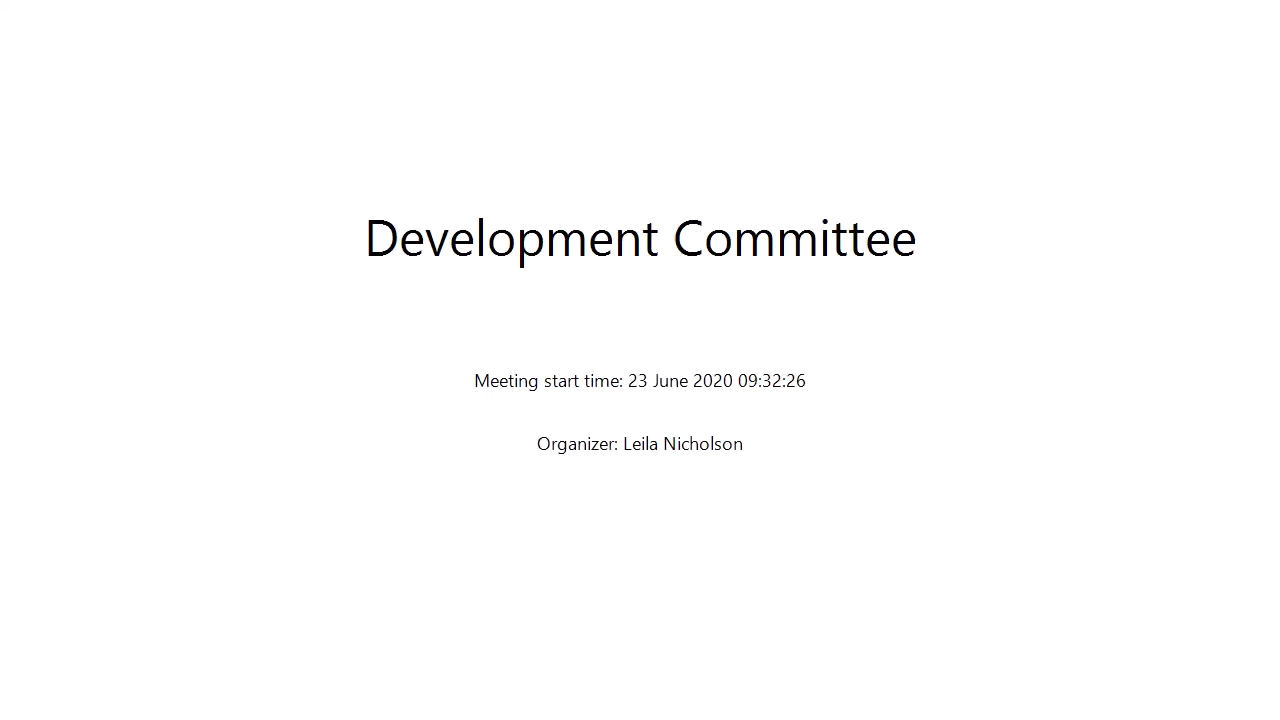 Development Committee
Meeting start time: 23 June 2020 09:32:26
Organizer: Leila Nicholson